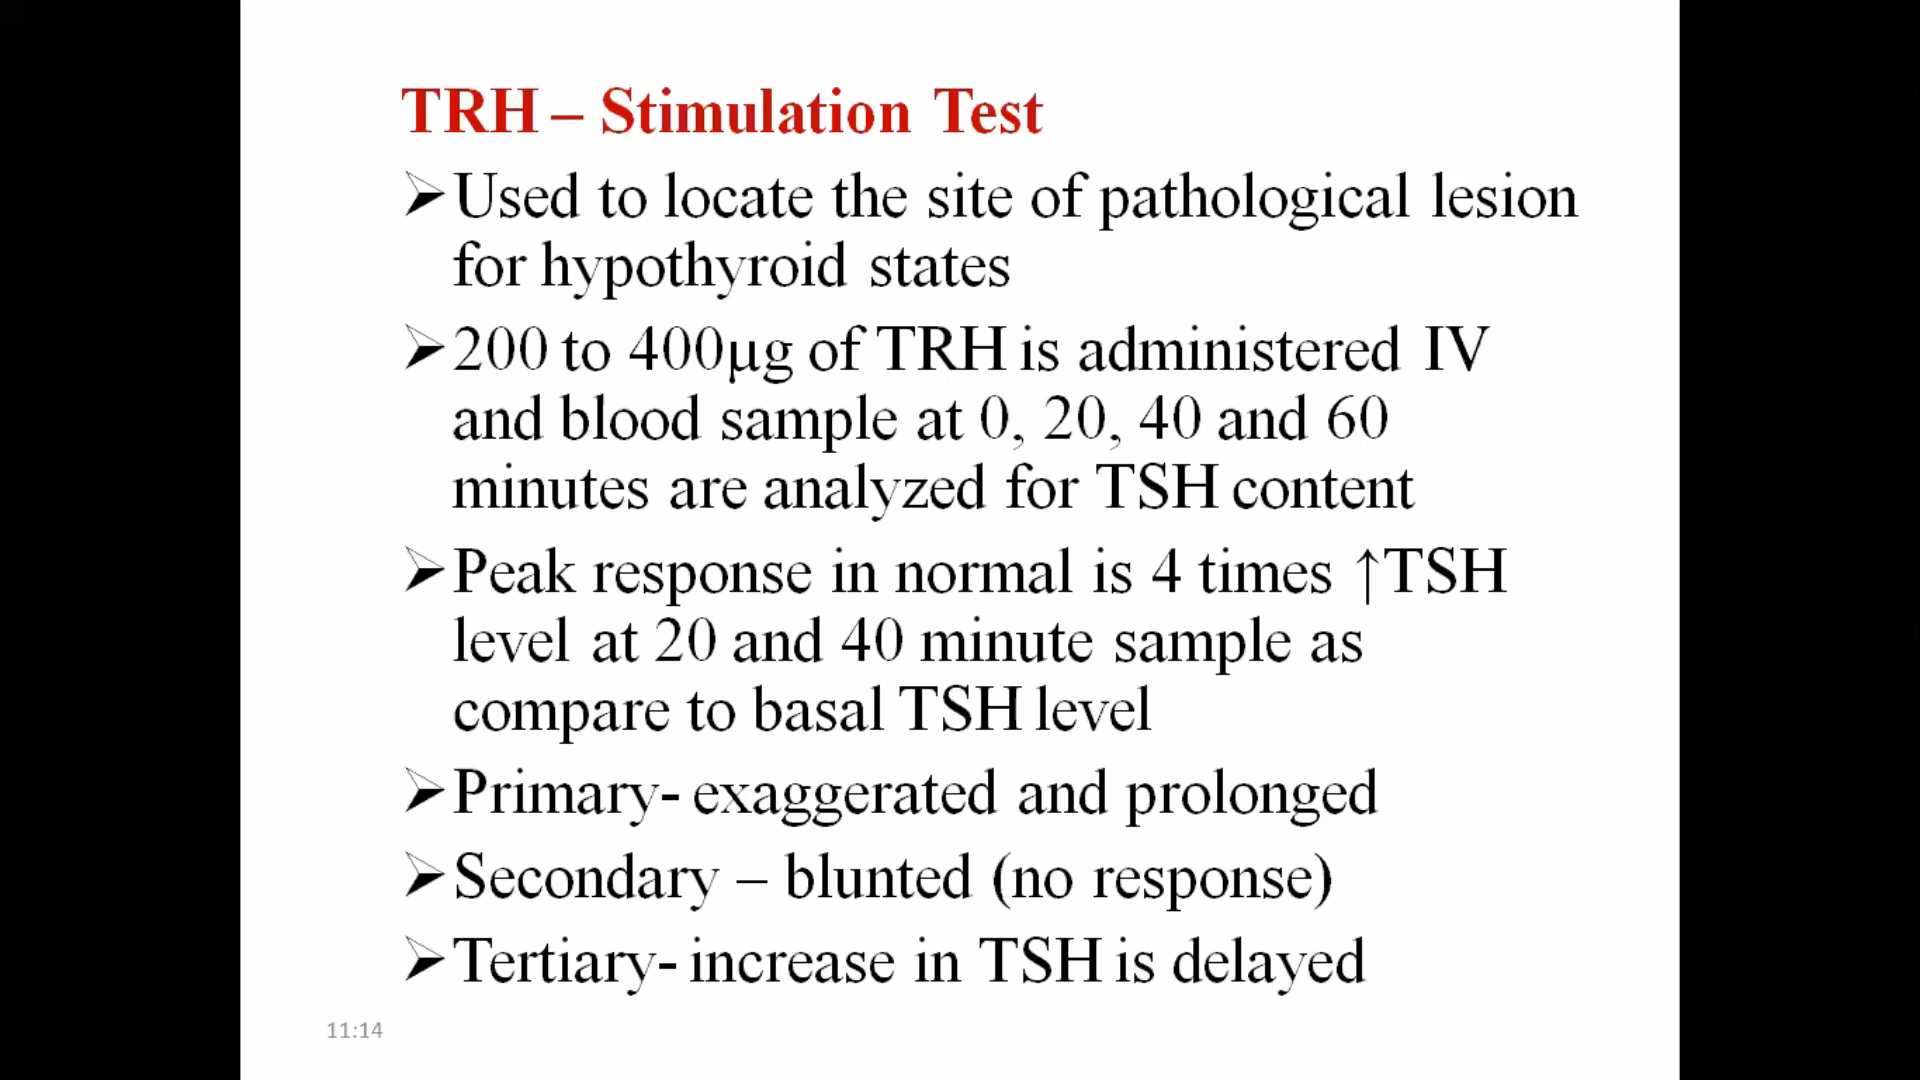 TRH – Stimulation Test
➢Used to locate the site of pathological lesion
for hypothyroid states
➢200 to 400µg of TRH is administered IV
and blood sample at 0, 20, 40 and 60
minutes are analyzed for TSH content
➢Peak response in normal is 4 times ↑TSH
level at 20 and 40 minute sample as
compare to basal TSH level
➢Primary- exaggerated and prolonged
➢Secondary – blunted (no response)
➢Tertiary- increase in TSH is delayed
11:14